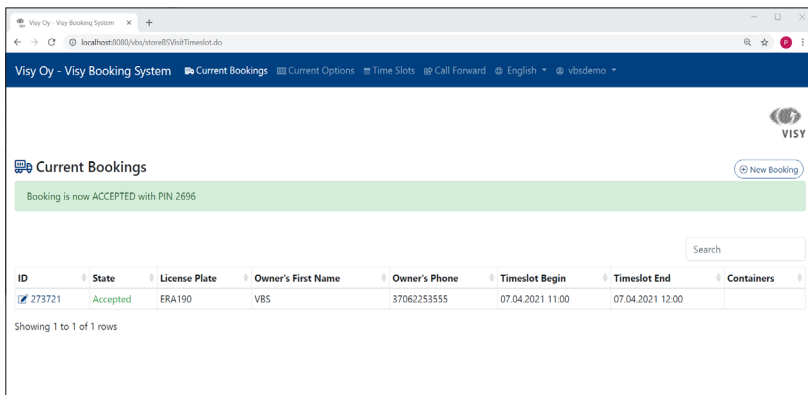 Visy Oy - Visy Booking System
localhost:8080/vbs/storeBSVisitTimeslot.do
P
Visy Oy - Visy Booking System Current Bookings Current Options Time Slots Call Forward English vbsdemo
VISY
Current Bookings New Booking
Booking is now ACCEPTED with PIN 2696
Search
ID State License Plate Owner's First Name Owner's Phone Timeslot Begin Timeslot End Containers
273721 Accepted ERA190 VBS 37062253555 07.04.2021 11:00 07.04.2021 12:00
Showing 1 to 1 of 1 rows